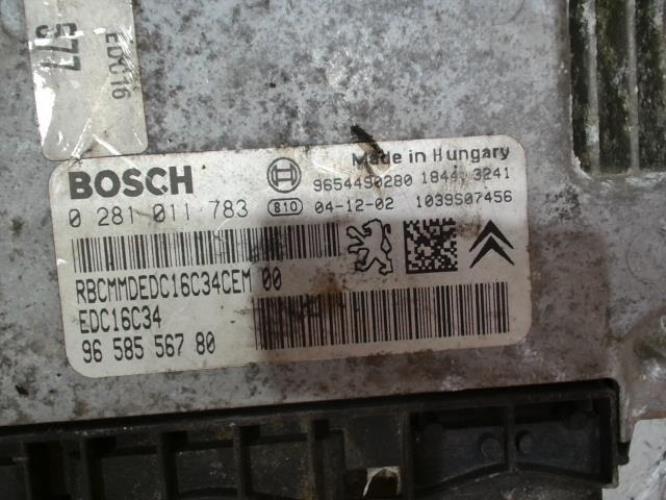 EDC16
577
Made in Hungary
BOSCH
9654490280 3241
0 281 011 783 810 04-12-02 1039S07456
RBCMMDEDC16C34CEM 00
EDC16C34
96 585 567 80